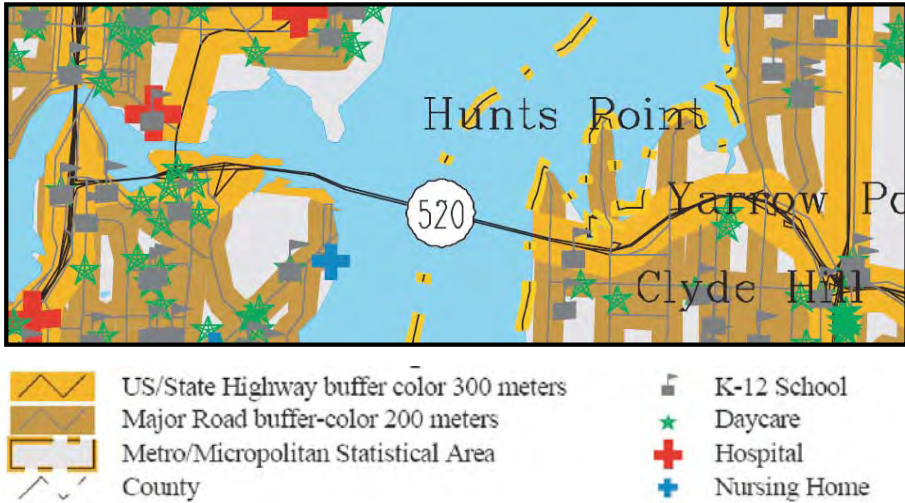 Hunts Point
520
Yarrow Po
Clyde Hill
US/State Highway buffer color 300 meters
Major Road buffer-color 200 meters
Metro/Micropolitan Statistical Area
County
K-12 School
Daycare
Hospital
Nursing Home